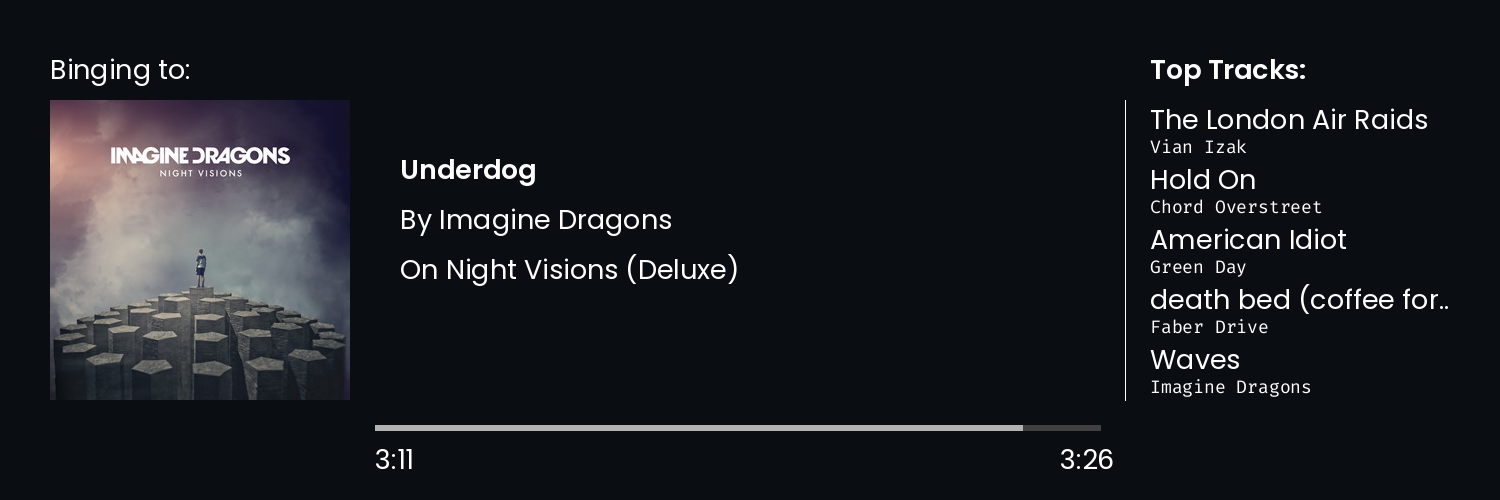 Binging to:
IMAGINE DRAGONS
NIGHT VISIONS
Underdog
By Imagine Dragons
On Night Visions (Deluxe)
3:11
3:26
Top Tracks:
The London Air Raids
Vian Izak
Hold On
Chord Overstreet
American Idiot
Green Day
death bed (coffee for..
Faber Drive
Waves
Imagine Dragons